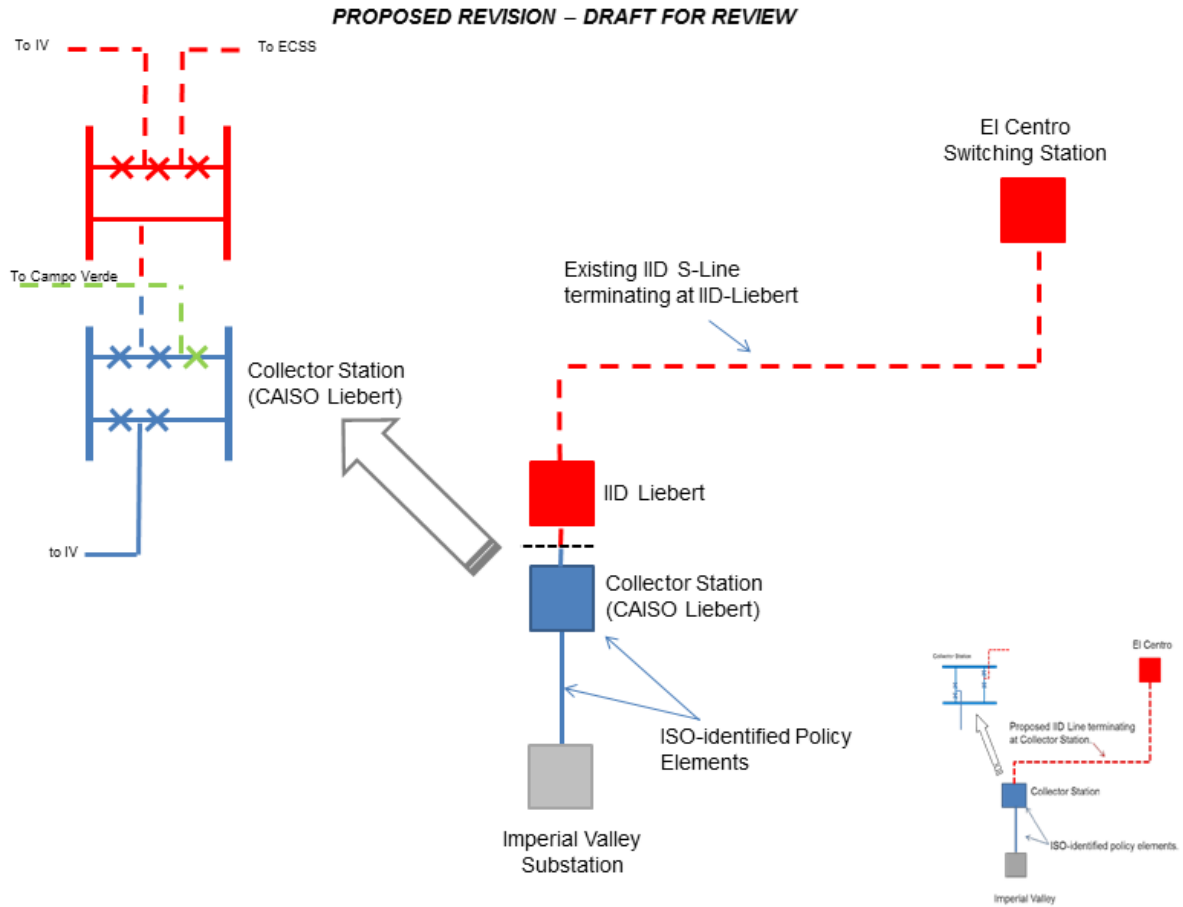 PROPOSED REVISION – DRAFT FOR REVIEW
To IV
To ECSS
El Centro
Switching Station
Existing IID S-Line
terminating at IID-Liebert
To Campo Verde
Collector Station
(CAISO Liebert)
IID Liebert
to IV
Collector Station
(CAISO Liebert)
ISO-identified Policy
Elements
Imperial Valley
Substation
El Centro
Collector Station
Proposed IID Line terminating
at Collector Station
Collector Station
ISO-identified policy elements.
Imperial Valley